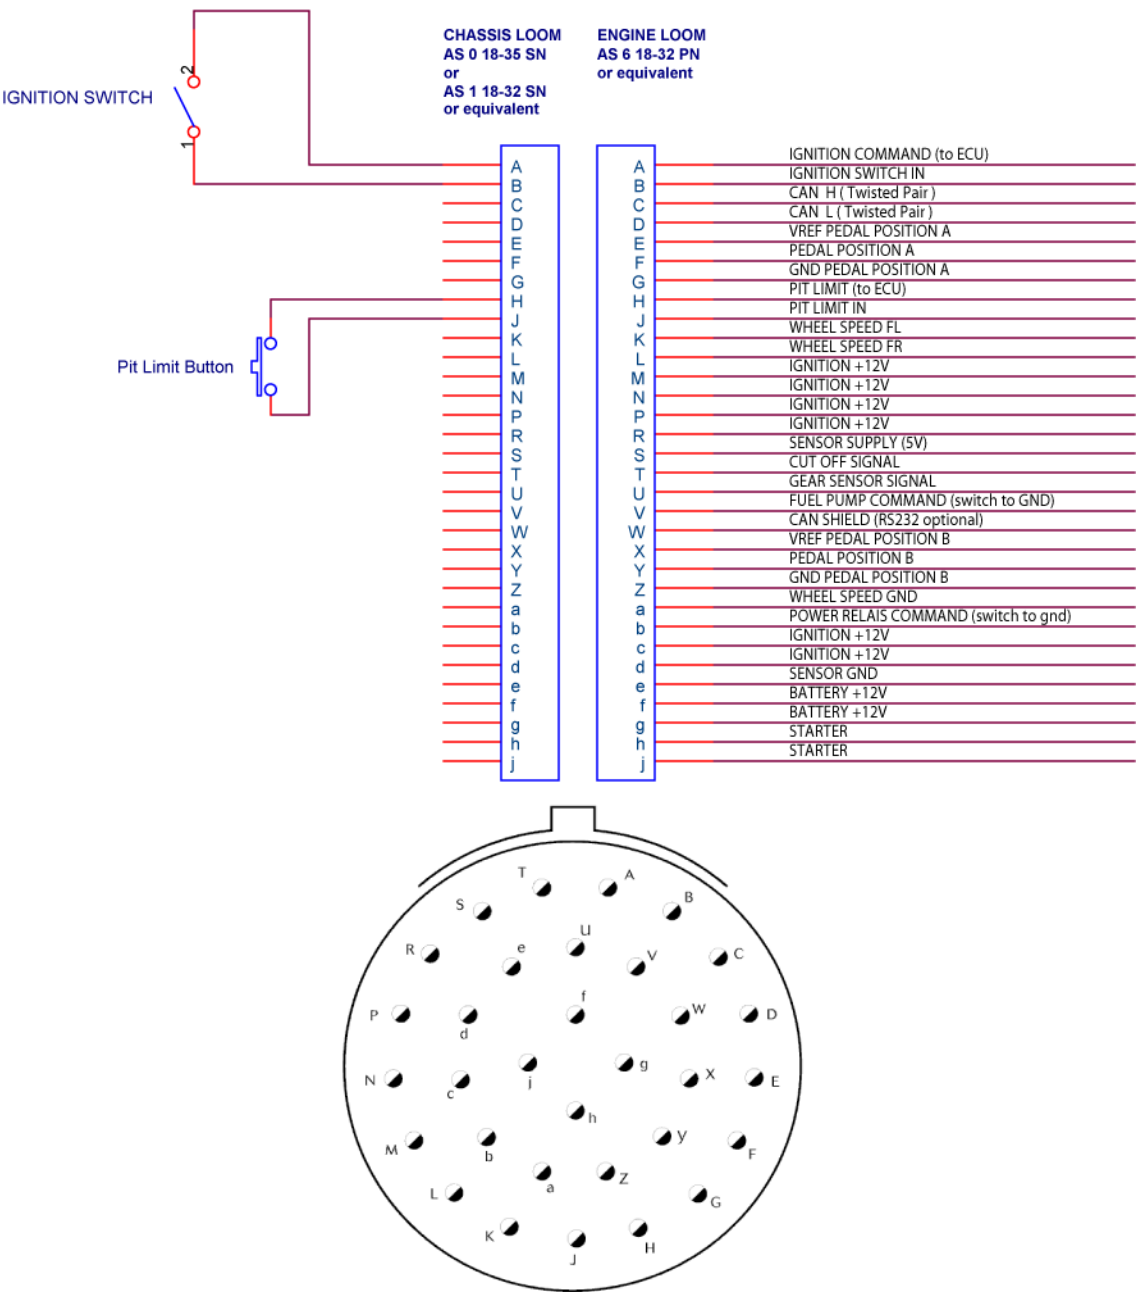 CHASSIS LOOM
AS 0 18-35 SN
or
AS 1 18-32 SN
or equivalent
ENGINE LOOM
AS 6 18-32 PN
or equivalent
2
IGNITION SWITCH
1
Pit Limit Button
A A IGNITION COMMAND (to ECU)
B B IGNITION SWITCH IN
C C CAN H ( Twisted Pair )
D D CAN L ( Twisted Pair )
E E VREF PEDAL POSITION A
F F PEDAL POSITION A
G G GND PEDAL POSITION A
H H PIT LIMIT (to ECU)
J J PIT LIMIT IN
K K WHEEL SPEED FL
L L WHEEL SPEED FR
M M IGNITION +12V
N N IGNITION +12V
P P IGNITION +12V
R R IGNITION +12V
S S SENSOR SUPPLY (5V)
T T CUT OFF SIGNAL
U U GEAR SENSOR SIGNAL
V V FUEL PUMP COMMAND (switch to GND)
W W CAN SHIELD (RS232 optional)
X X VREF PEDAL POSITION B
Y Y PEDAL POSITION B
Z Z GND PEDAL POSITION B
a a WHEEL SPEED GND
b b POWER RELAIS COMMAND (switch to gnd)
c c IGNITION +12V
d d IGNITION +12V
e e SENSOR GND
f f BATTERY +12V
g g BATTERY +12V
h h STARTER
j j STARTER
T A
S B
U
R e V C
f
P d W D
N c j g X E
h
M b y F
L a Z G
K J H